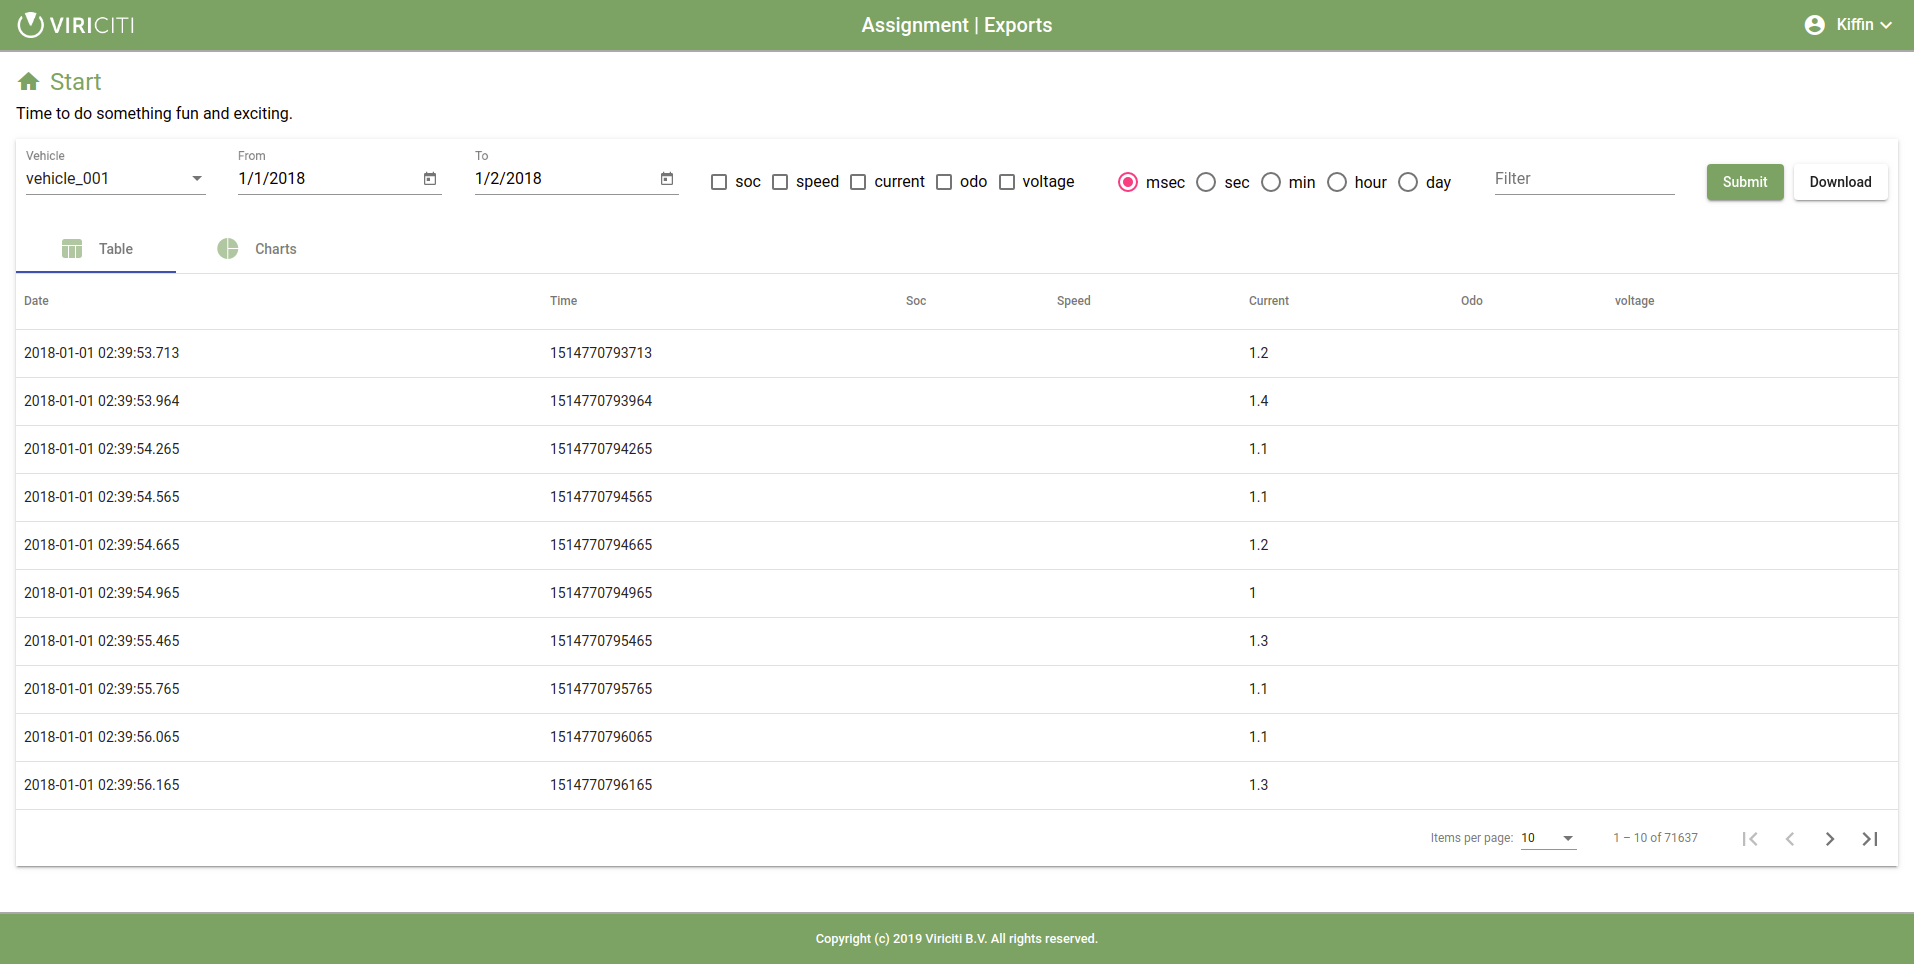 VIRICITI
Assignment | Exports
Kiffin
Start
Time to do something fun and exciting.
Vehicle
From
To
vehicle_001
1/1/2018
1/2/2018
soc speed current odo voltage
msec sec min hour day
Filter
Submit
Download
Table
Charts
Date Time Soc Speed Current Odo voltage
2018-01-01 02:39:53.713 1514770793713 1.2
2018-01-01 02:39:53.964 1514770793964 1.4
2018-01-01 02:39:54.265 1514770794265 1.1
2018-01-01 02:39:54.565 1514770794565 1.1
2018-01-01 02:39:54.665 1514770794665 1.2
2018-01-01 02:39:54.965 1514770794965 1
2018-01-01 02:39:55.465 1514770795465 1.3
2018-01-01 02:39:55.765 1514770795765 1.1
2018-01-01 02:39:56.065 1514770796065 1.1
2018-01-01 02:39:56.165 1514770796165 1.3
Items per page: 10 1 – 10 of 71637
Copyright (c) 2019 Viriciti B.V. All rights reserved.